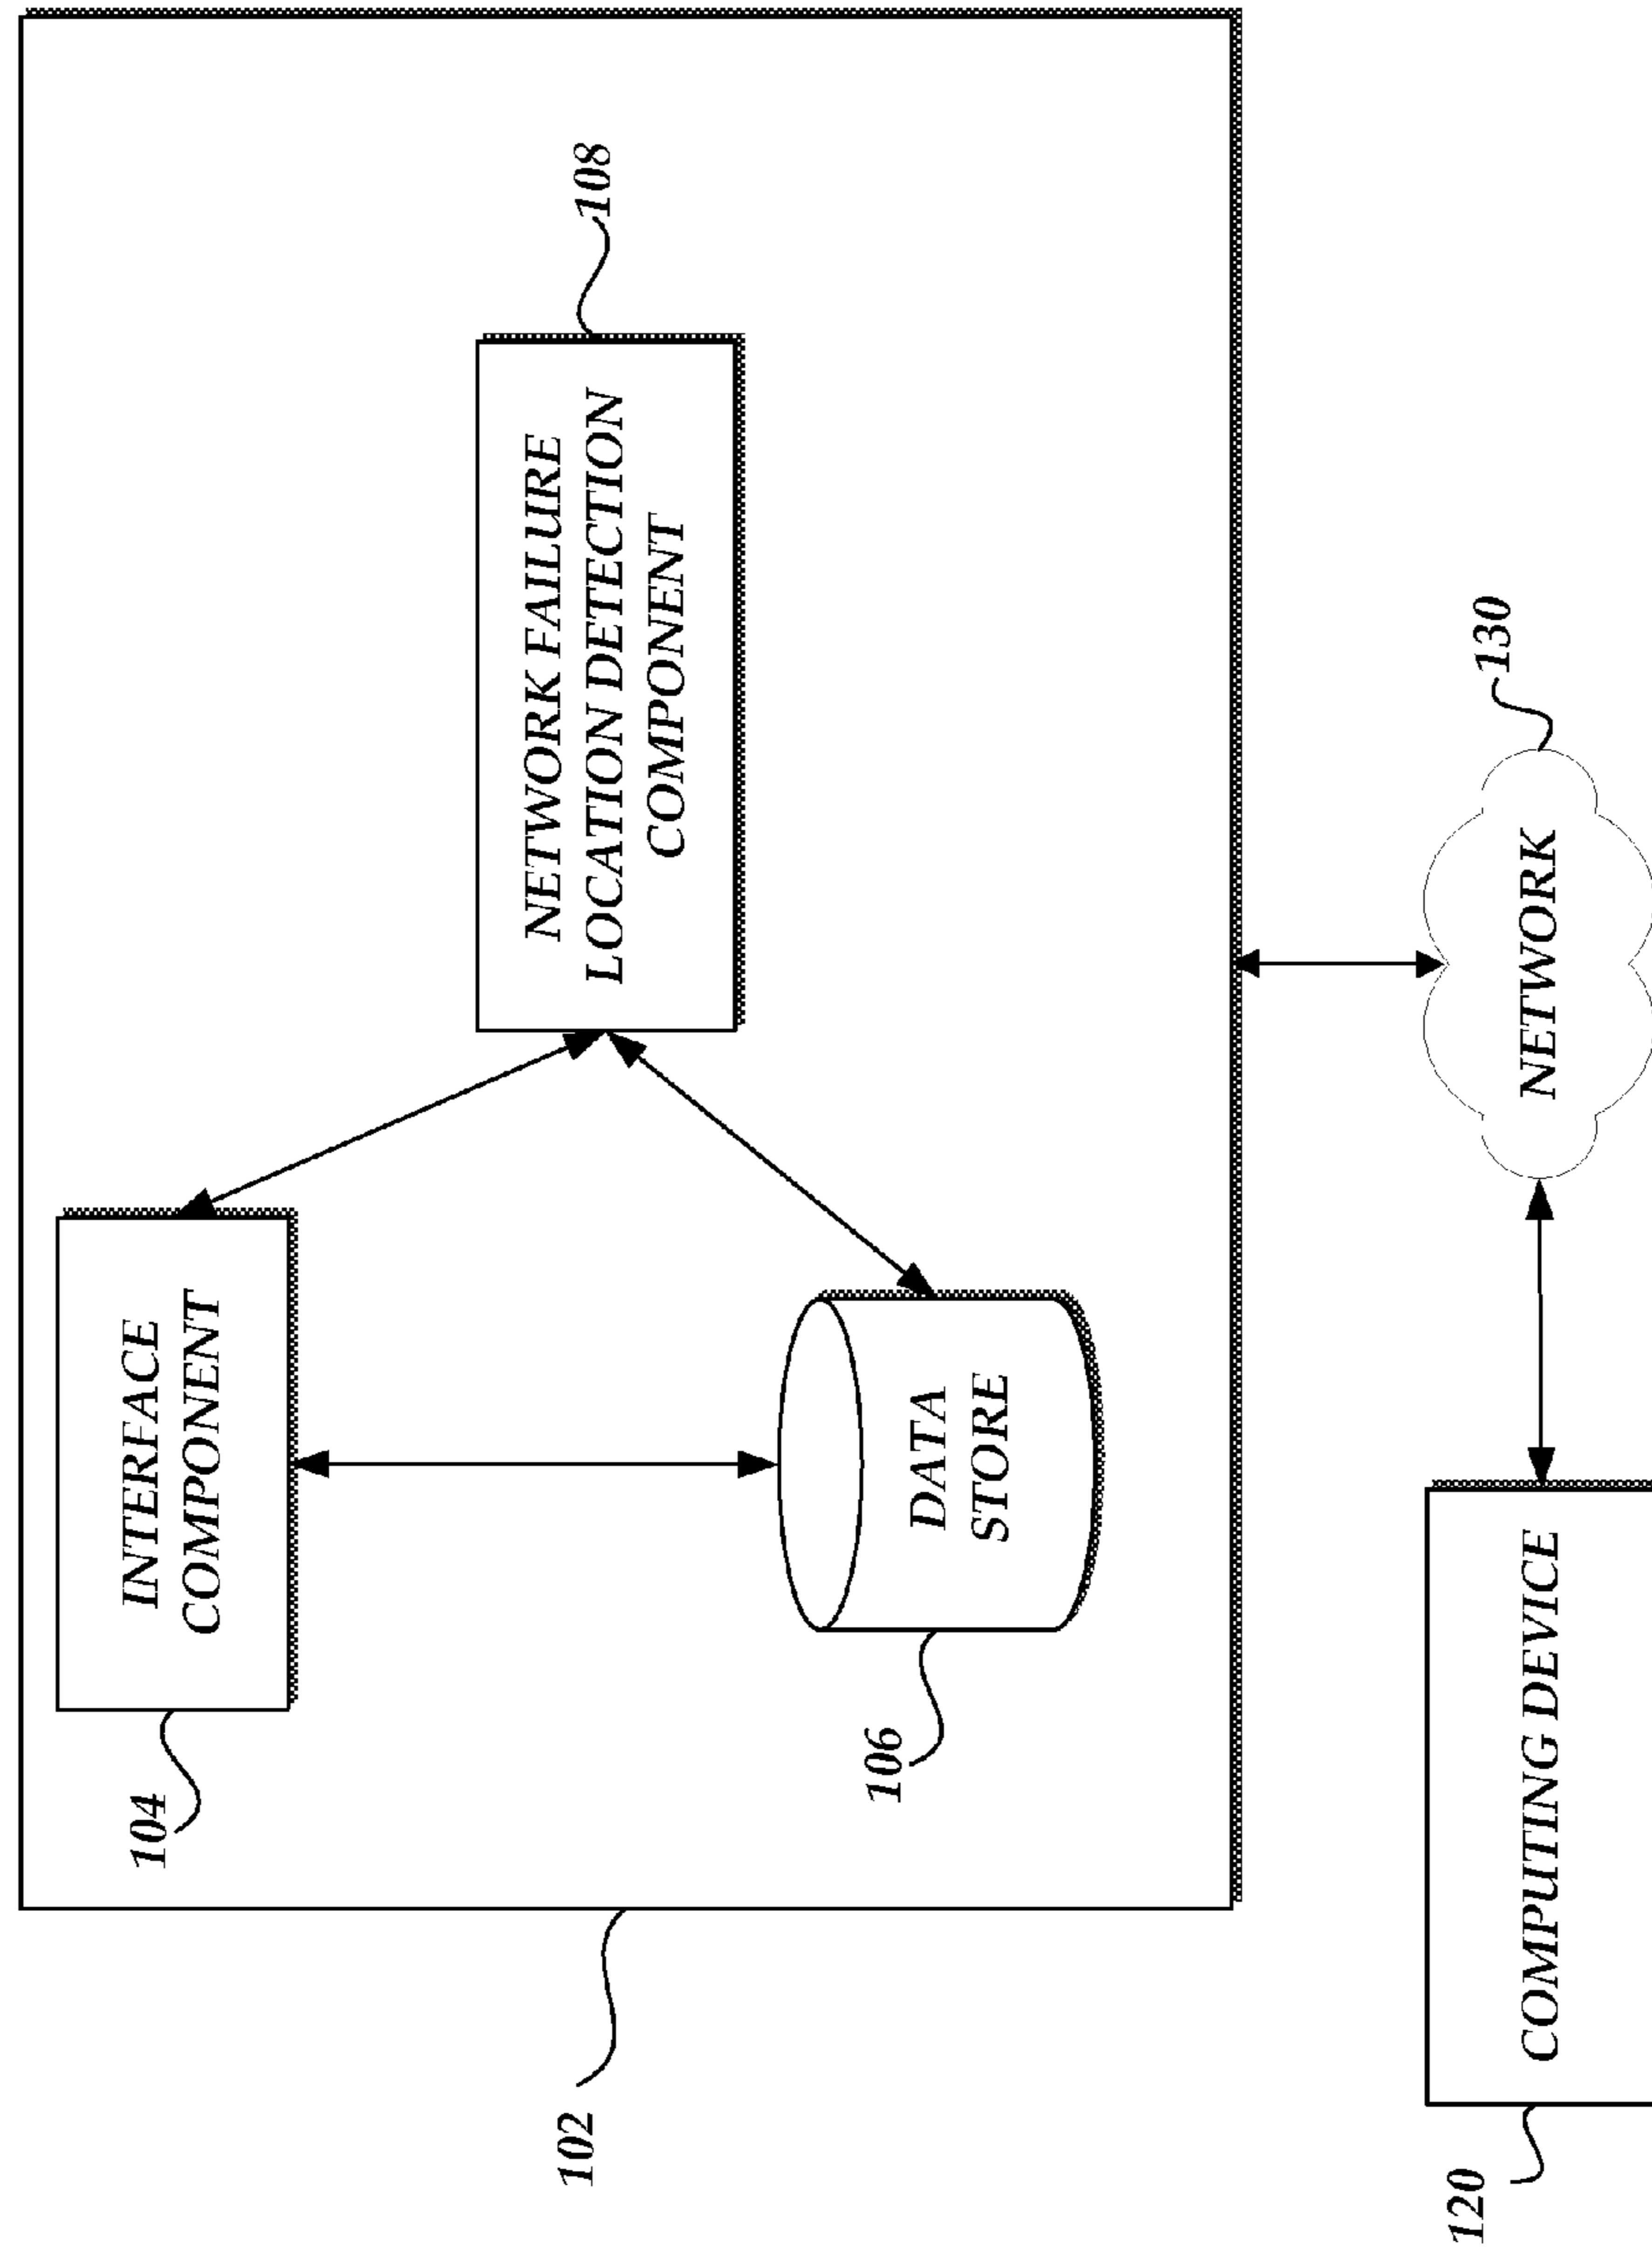 104
INTERFACE
COMPONENT
108
NETWORK FAILURE
LOCATION DETECTION
COMPONENT
102
106
DATA
STORE
120
COMPUTING DEVICE
130
NETWORK